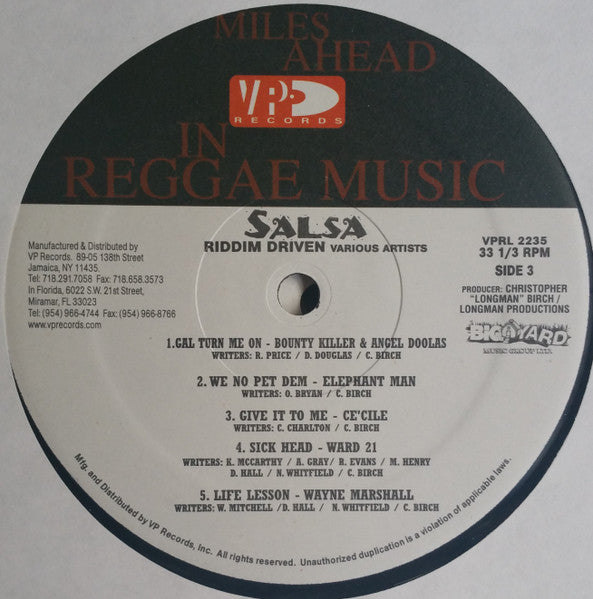 MILES
AHEAD
VP
RECORDS
IN
REGGAE MUSIC
SALSA
RIDDIM DRIVEN VARIOUS ARTISTS
Manufactured & Distributed by
VP Records. 89-05 138th Street
Jamaica, NY 11435.
Tel: 718.291.7058 Fax: 718.658.3573
In Florida, 6022 S.W. 21st Street,
Miramar, FL 33023
Tel:(954) 966-4744 Fax: (954) 966-8766
www.vprecords.com
VPRL 2235
33 1/3 RPM
SIDE 3
PRODUCER: CHRISTOPHER
"LONGMAN" BIRCH /
LONGMAN PRODUCTIONS
BIG YARD
MUSIC GROUP LTD.
1.GAL TURN ME ON - BOUNTY KILLER & ANGEL DOOLAS
WRITERS: R. PRICE / D. DOUGLAS / C. BIRCH
2. WE NO PET DEM - ELEPHANT MAN
WRITERS: O. BRYAN / C. BIRCH
3. GIVE IT TO ME - CE'CILE
WRITERS: C. CHARLTON / C. BIRCH
4. SICK HEAD - WARD 21
WRITERS: K. MCCARTHY / A. GRAY/ R. EVANS / M. HENRY
D. HALL / N. WHITFIELD / C. BIRCH
5. LIFE LESSON - WAYNE MARSHALL
WRITERS: W. MITCHELL /D. HALL / N. WHITFIELD / C. BIRCH
Mfg. and Distributed by VP Records, Inc. All rights reserved. Unauthorized duplication is a violation of applicable laws.